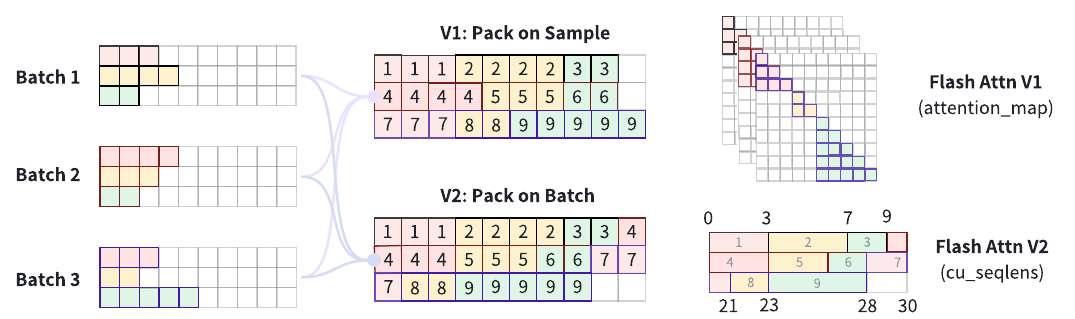 Batch 1
Batch 2
Batch 3
V1: Pack on Sample
1 1 1 2 2 2 2 3 3
4 4 4 4 5 5 5 6 6
7 7 7 8 8 9 9 9 9 9
V2: Pack on Batch
1 1 1 2 2 2 2 3 3 4
4 4 4 5 5 5 6 6 7 7
7 8 8 9 9 9 9 9
Flash Attn V1
(attention_map)
0 3 7 9
1 2 3
4 5 6 7
8 9
21 23 28 30
Flash Attn V2
(cu_seqlens)